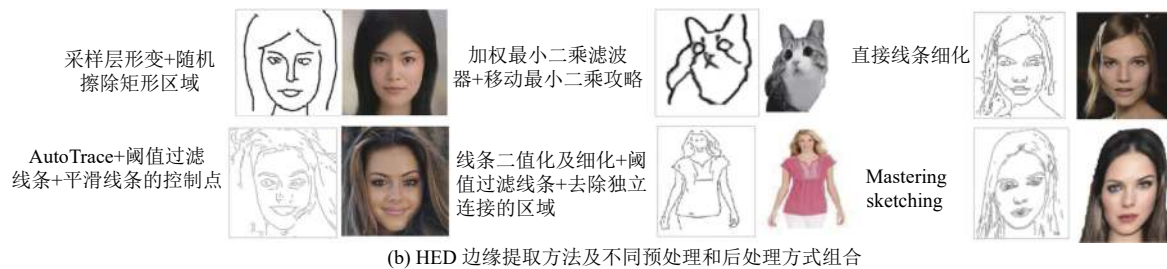 采样层形变+随机
擦除矩形区域
加权最小二乘滤波
器+移动最小二乘攻略
直接线条细化
AutoTrace+阈值过滤
线条+平滑线条的控制点
线条二值化及细化+阈
值过滤线条+去除独立
连接的区域
Mastering
sketching
(b) HED 边缘提取方法及不同预处理和后处理方式组合